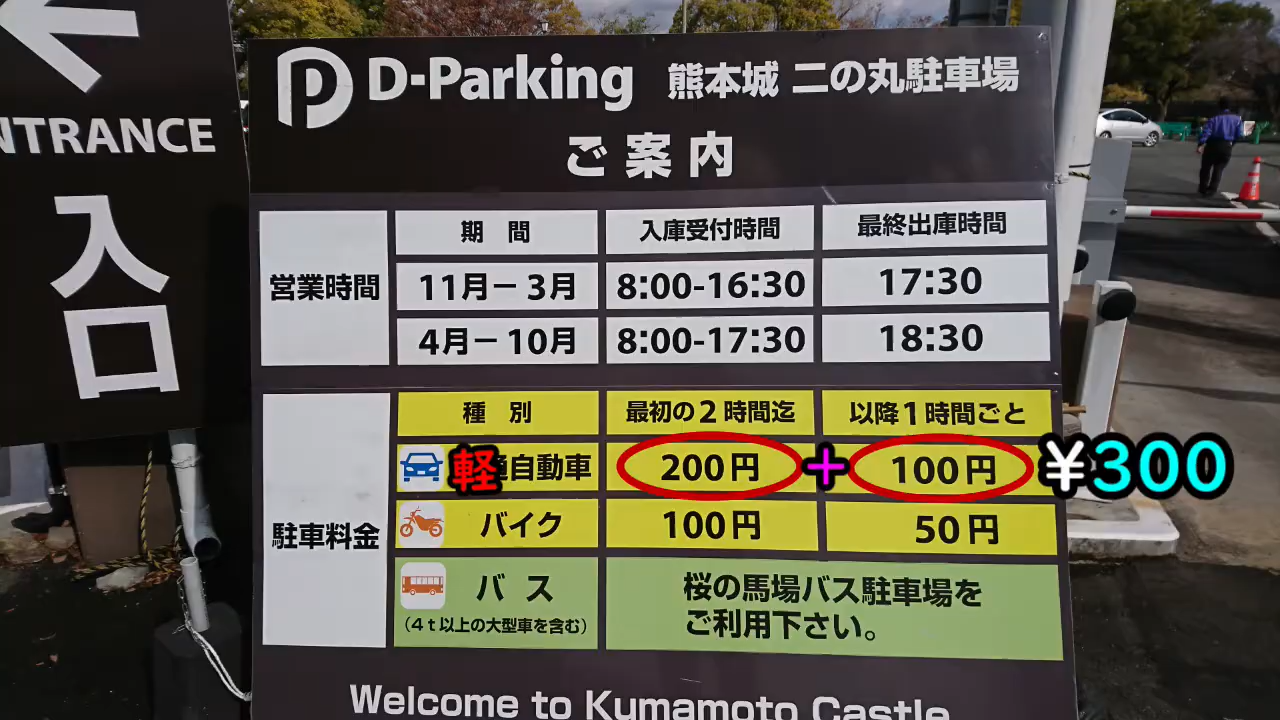 NTRANCE
入口
D-Parking 熊本城 二の丸駐車場
ご案内
営業時間
期間 入庫受付時間 最終出庫時間
11月－3月 8:00-16:30 17:30
4月－10月 8:00-17:30 18:30
駐車料金
種別 最初の2時間迄 以降1時間ごと
軽自動車 200円 + 100円 ¥300
バイク 100円 50円
バス
(4t以上の大型車を含む)
桜の馬場バス駐車場を
ご利用下さい。
Welcome to Kumamoto Castle